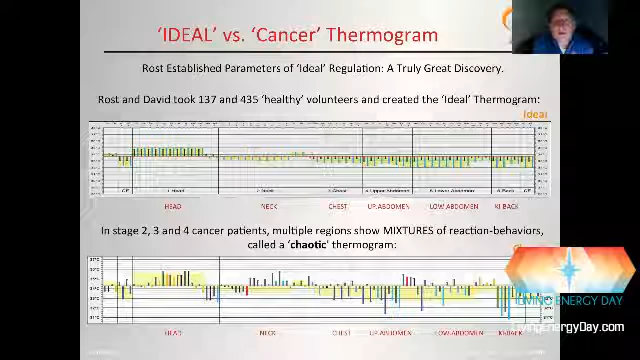 'IDEAL' vs. 'Cancer' Thermogram
Rost Established Parameters of 'Ideal' Regulation: A Truly Great Discovery.
Rost and David took 137 and 435 'healthy' volunteers and created the 'Ideal' Thermogram:
Ideal
1 Head
HEAD NECK CHEST UP.ABDOMEN LOW.ABDOMEN KI-BACK
In stage 2, 3 and 4 cancer patients, multiple regions show MIXTURES of reaction-behaviors,
called a 'chaotic' thermogram:
HEAD NECK CHEST UP.ABDOMEN LOW.ABDOMEN KI-BACK
LIVING ENERGY DAY
LivingEnergyDay.com